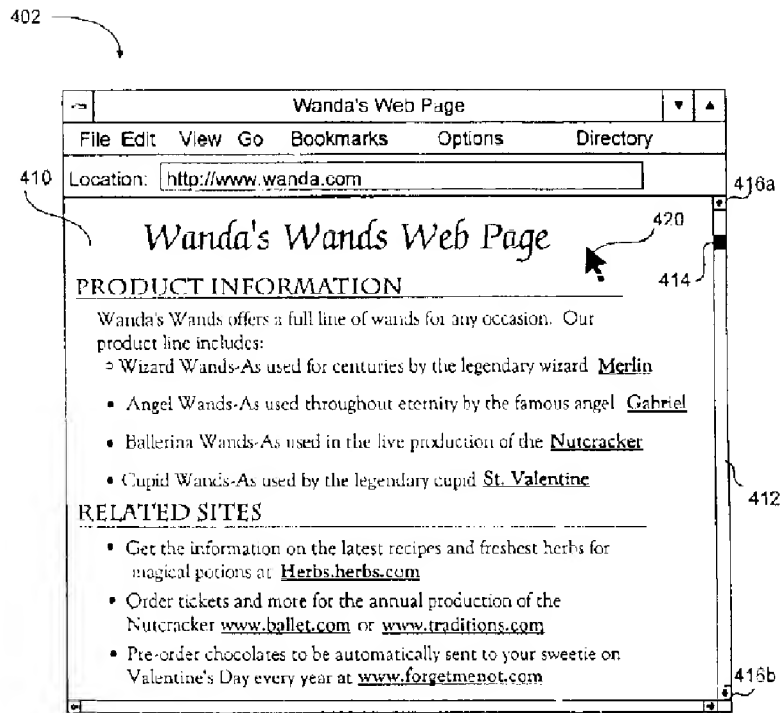 402
Wanda's Web Page
File Edit View Go Bookmarks Options Directory
410
Location: http://www.wanda.com
416a
Wanda's Wands Web Page
420
414
PRODUCT INFORMATION
Wanda's Wands offers a full line of wands for any occasion. Our
product line includes:
Wizard Wands-As used for centuries by the legendary wizard Merlin
• Angel Wands-As used throughout eternity by the famous angel Gabriel
• Ballerina Wands-As used in the live production of the Nutcracker
• Cupid Wands-As used by the legendary cupid St. Valentine
412
RELATED SITES
• Get the information on the latest recipes and freshest herbs for
magical potions at Herbs.herbs.com
• Order tickets and more for the annual production of the
Nutcracker www.ballet.com or www.traditions.com
• Pre-order chocolates to be automatically sent to your sweetie on
Valentine's Day every year at www.forgetmenot.com
416b